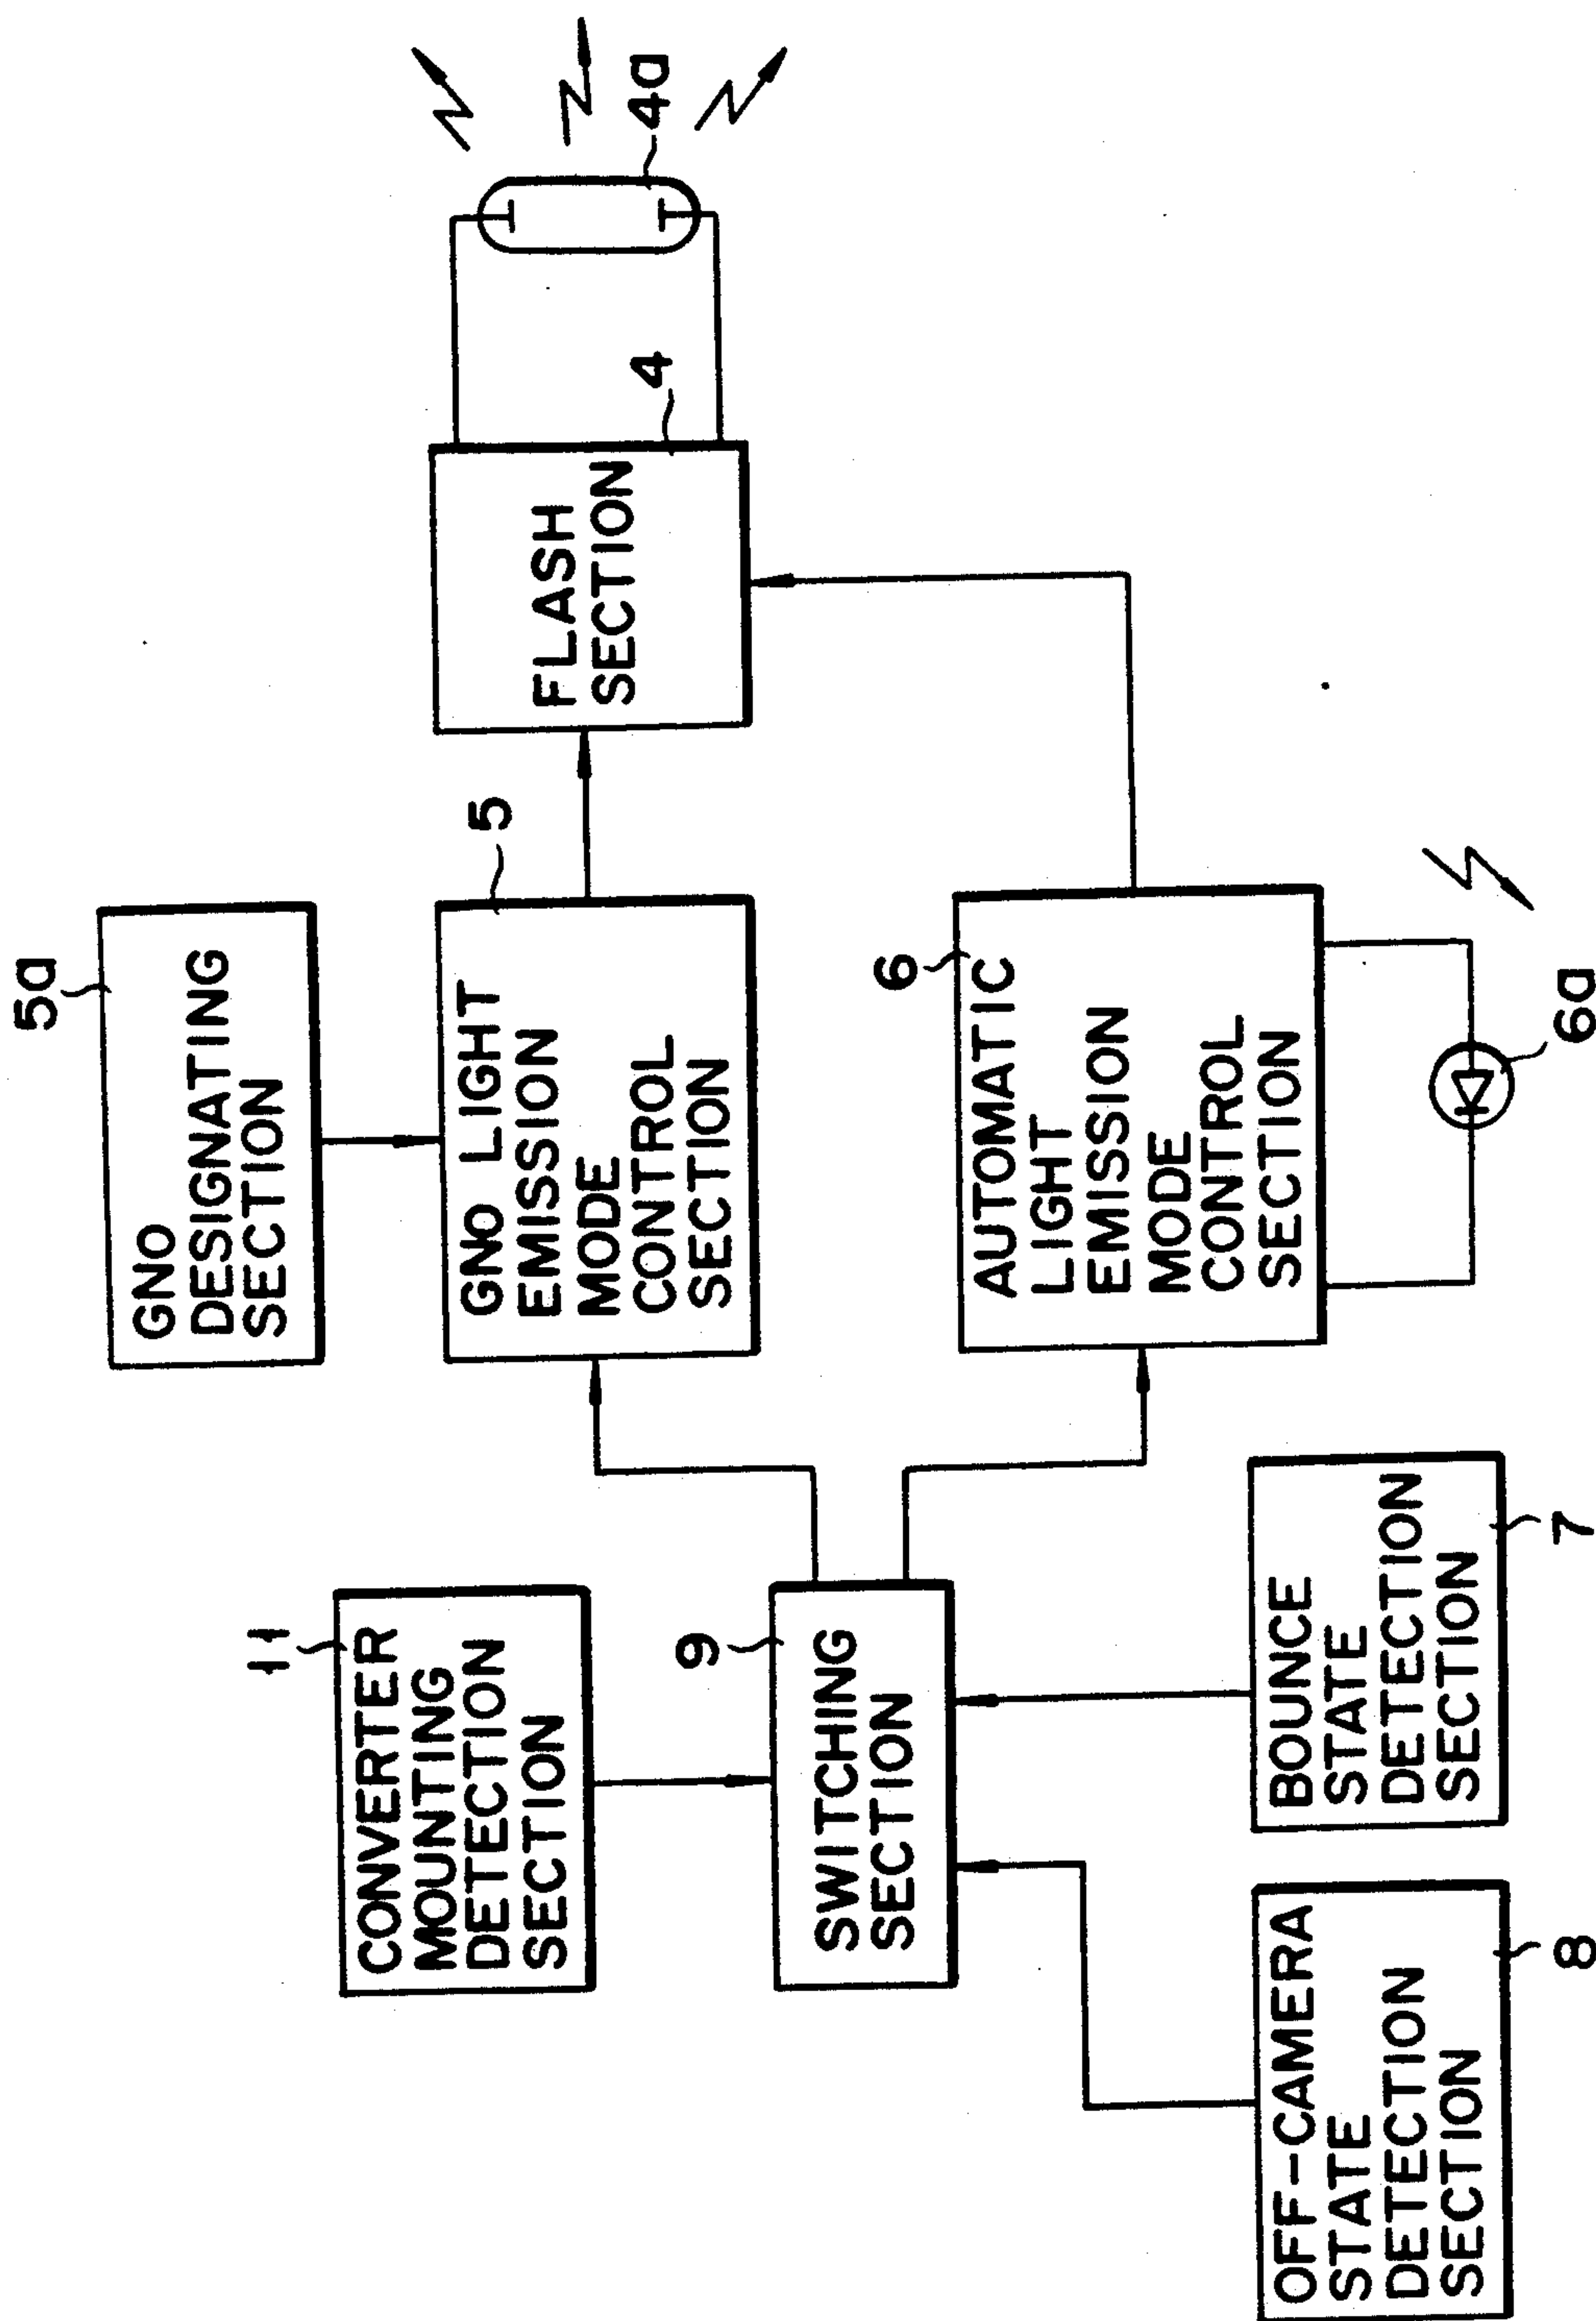 4a
4
FLASH
SECTION
5a
GNO
DESIGNATING
SECTION
5
GNO LIGHT
EMISSION
MODE
CONTROL
SECTION
6
AUTOMATIC
LIGHT
EMISSION
MODE
CONTROL
SECTION
6a
11
CONVERTER
MOUNTING
DETECTION
SECTION
9
SWITCHING
SECTION
BOUNCE
STATE
DETECTION
SECTION
7
OFF-CAMERA
STATE
DETECTION
SECTION
8